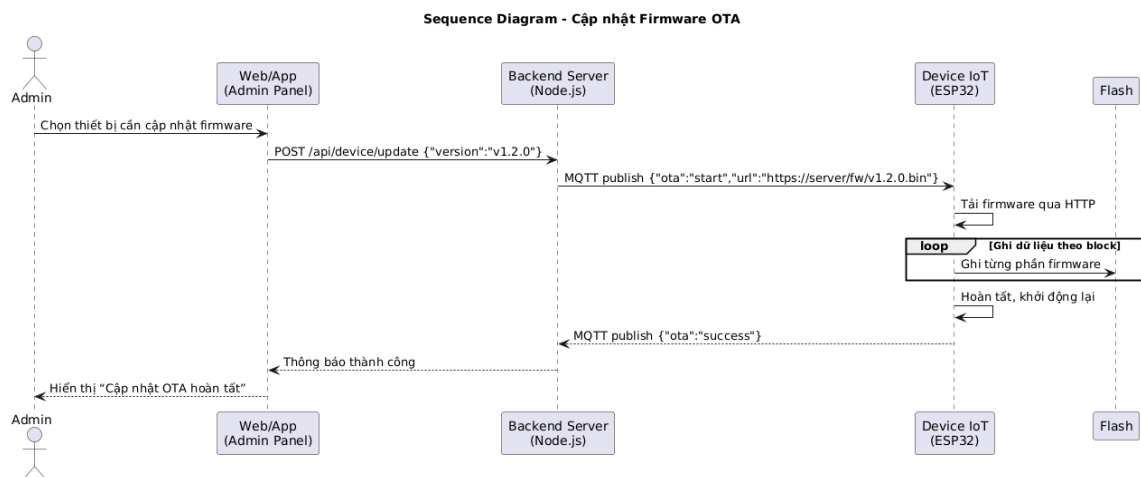 Sequence Diagram - Cập nhật Firmware OTA
Admin
Web/App
(Admin Panel)
Backend Server
(Node.js)
Device IoT
(ESP32)
Flash
Chọn thiết bị cần cập nhật firmware
POST /api/device/update {"version":"v1.2.0"}
MQTT publish {"ota":"start","url":"https://server/fw/v1.2.0.bin"}
Tải firmware qua HTTP
loop [Ghi dữ liệu theo block]
Ghi từng phần firmware
Hoàn tất, khởi động lại
MQTT publish {"ota":"success"}
Thông báo thành công
Hiển thị “Cập nhật OTA hoàn tất”
Admin
Web/App
(Admin Panel)
Backend Server
(Node.js)
Device IoT
(ESP32)
Flash